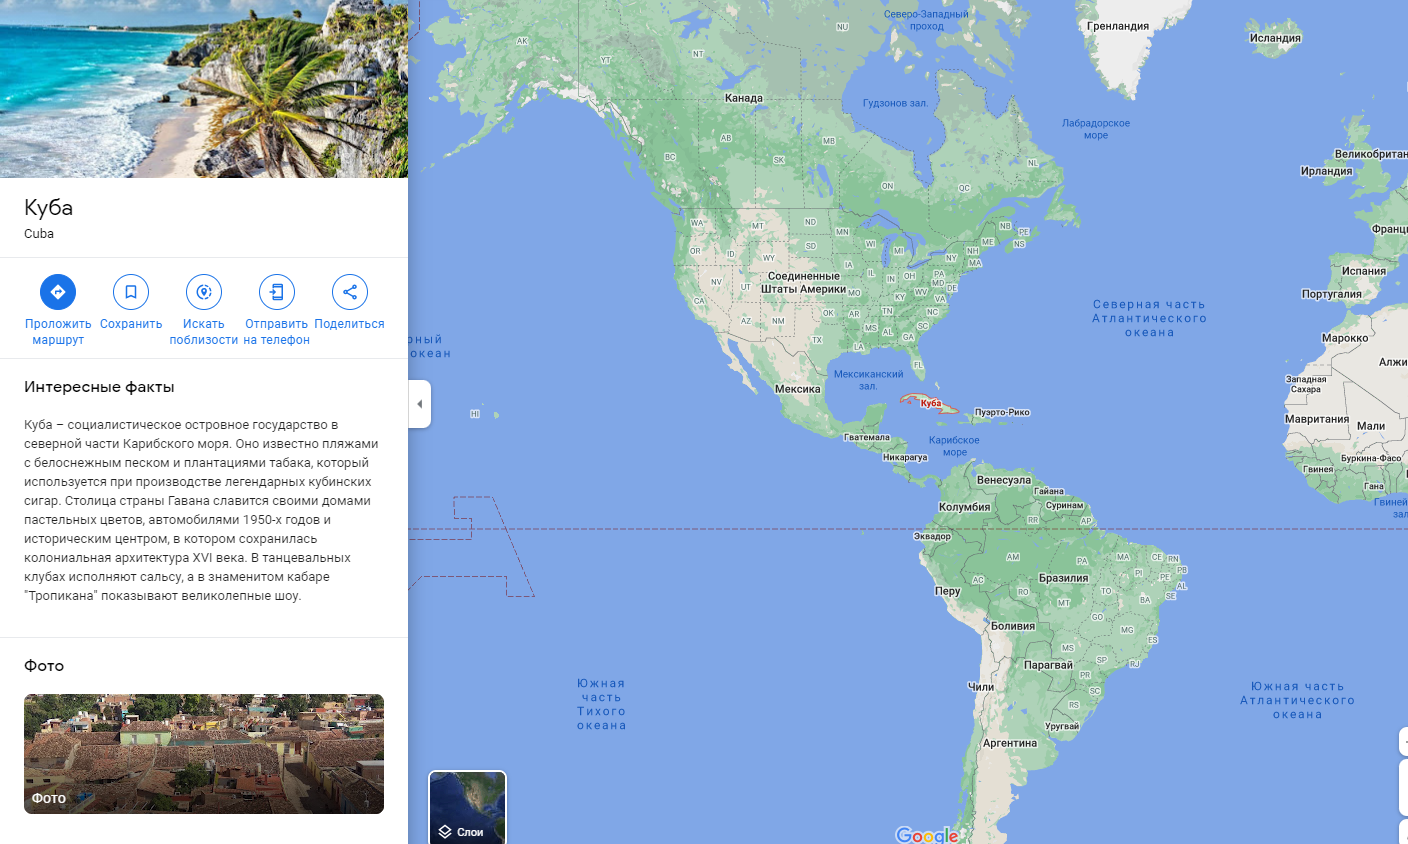 Куба
Cuba
Проложить
маршрут
Сохранить
Искать
поблизости
Отправить
на телефон
Поделиться
Интересные факты
Куба – социалистическое островное государство в
северной части Карибского моря. Оно известно пляжами
с белоснежным песком и плантациями табака, который
используется при производстве легендарных кубинских
сигар. Столица страны Гавана славится своими домами
пастельных цветов, автомобилями 1950-х годов и
историческим центром, в котором сохранилась
колониальная архитектура XVI века. В танцевальных
клубах исполняют сальсу, а в знаменитом кабаре
"Тропикана" показывают великолепные шоу.
Фото
Фото
Северо-Западный
проход
Гренландия
Исландия
NU
AK
NT
YT
Канада
Гудзонов зал.
Лабрадорское
море
AB
MB
BC
SK
NL
ON
QC
Великобритан
Ирландия
WA
MT
ND
MN
NB
PE
NS
OR
ID
SD
WI
MI
NH
ME
WY
NY
MA
Франц
IA
IL
IN
OH
PA
MD
DE
Соединенные
Штаты Америки
NV
UT
MO
KY
WV
VA
Испания
Португалия
CA
OK
AR
TN
NC
AZ
NM
MS
AL
SC
GA
TX
LA
FL
Северная часть
Атлантического
океана
Марокко
Алжи
рный
океан
Мексиканский
зал.
Мексика
Куба
Пуэрто-Рико
Западная
Сахара
Мавритания
Мали
HI
Гватемала
Карибское
море
Никарагуа
Буркина-Фасо
Гвинея
Гана
Гвиней
зал
Венесуэла
Гайана
Суринам
Колумбия
RR
AP
Эквадор
AM
PA
MA
CE
RN
PB
PI
PE
AL
SE
AC
Бразилия
Перу
RO
TO
BA
MT
GO
Боливия
MG
ES
MS
SP
RJ
Парагвай
PR
SC
Чили
RS
Уругвай
Аргентина
Южная
часть
Тихого
океана
Южная часть
Атлантического
океана
Слои
Google